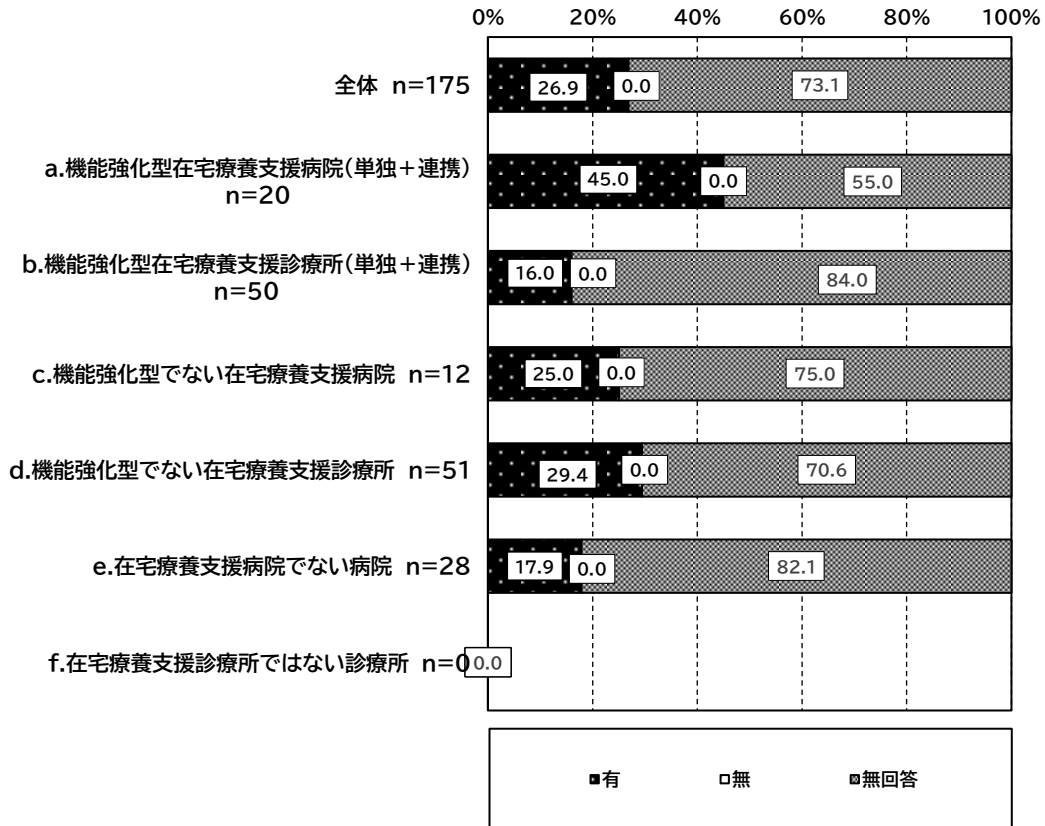 0% 20% 40% 60% 80% 100%
全体 n=175 26.9 0.0 73.1
a.機能強化型在宅療養支援病院(単独+連携)
n=20 45.0 0.0 55.0
b.機能強化型在宅療養支援診療所(単独+連携)
n=50 16.0 0.0 84.0
c.機能強化型でない在宅療養支援病院 n=12 25.0 0.0 75.0
d.機能強化型でない在宅療養支援診療所 n=51 29.4 0.0 70.6
e.在宅療養支援病院でない病院 n=28 17.9 0.0 82.1
f.在宅療養支援診療所ではない診療所 n=0 0.0
有 無 無回答